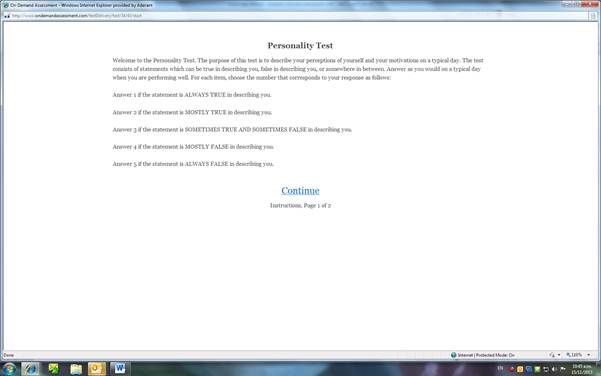 On Demand Assessment - Windows Internet Explorer provided by Aderant
http://www.ondemandassessment.com/testDelivery/test/
Personality Test
Welcome to the Personality Test. The purpose of this test is to describe your perceptions of yourself and your motivations on a typical day. The test
consists of statements which can be true in describing you, false in describing you, or somewhere in between. Answer as you would on a typical day
when you are performing well. For each item, choose the number that corresponds to your response as follows:
Answer 1 if the statement is ALWAYS TRUE in describing you.
Answer 2 if the statement is MOSTLY TRUE in describing you.
Answer 3 if the statement is SOMETIMES TRUE AND SOMETIMES FALSE in describing you.
Answer 4 if the statement is MOSTLY FALSE in describing you.
Answer 5 if the statement is ALWAYS FALSE in describing you.
Continue
Instructions, Page 1 of 2
Done
Internet | Protected Mode: On
110%
EN
10:45 a.m.
15/11/2013